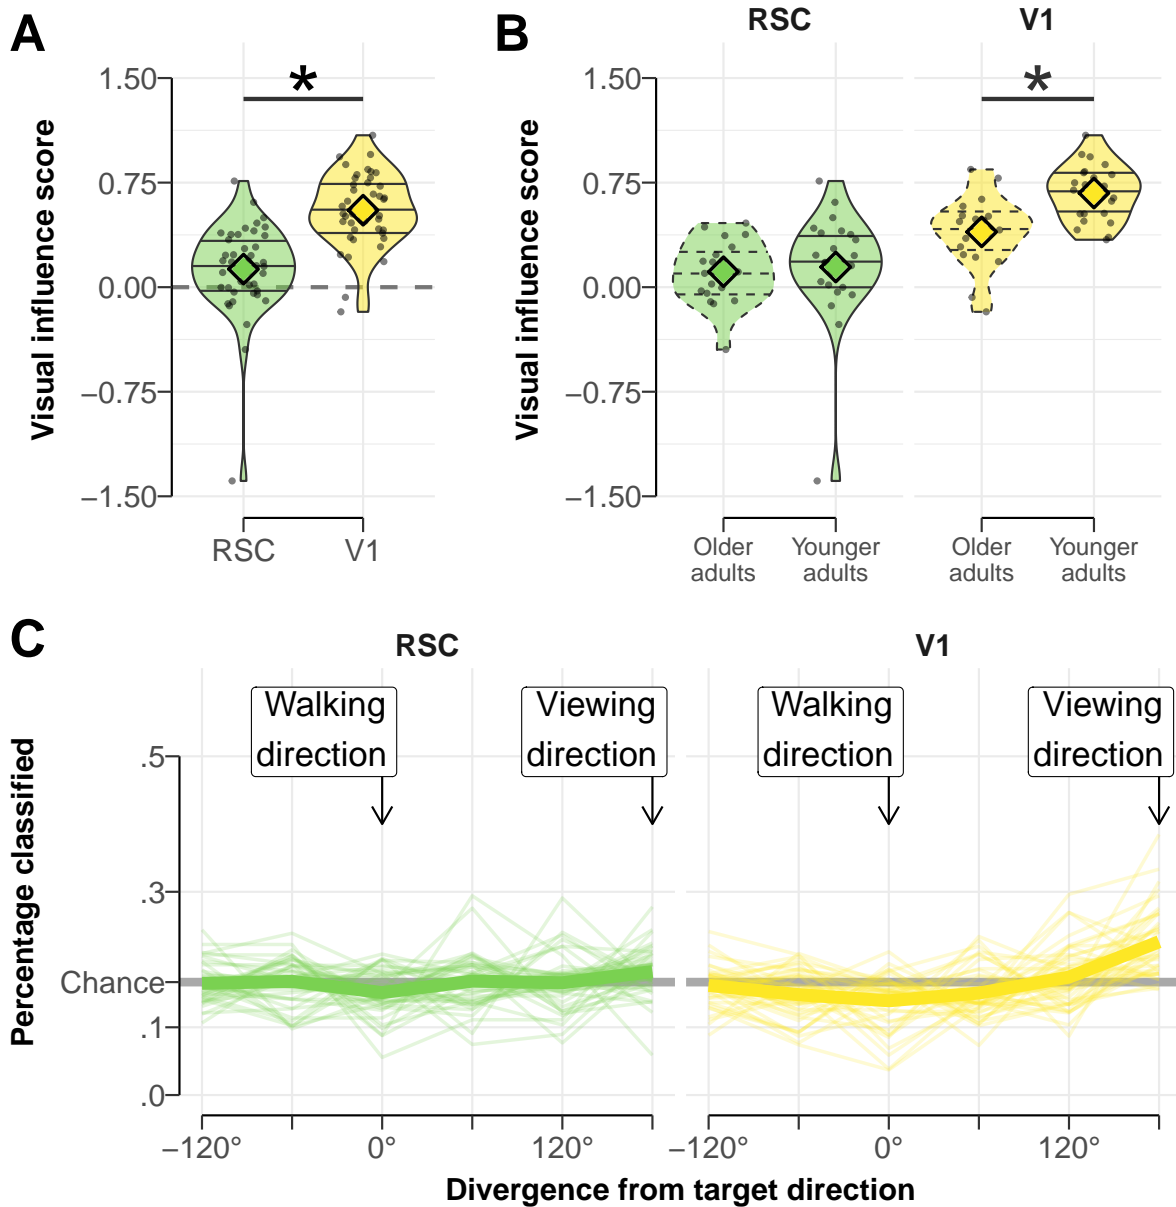 A
B
RSC
V1
*
*
Visual influence score
1.50
0.75
0.00
−0.75
−1.50
RSC
V1
Visual influence score
1.50
0.75
0.00
−0.75
−1.50
Older
adults
Younger
adults
Older
adults
Younger
adults
C
RSC
V1
Walking
direction
Viewing
direction
Walking
direction
Viewing
direction
Percentage classified
.5
.3
Chance
.1
.0
−120°
0°
120°
−120°
0°
120°
Divergence from target direction